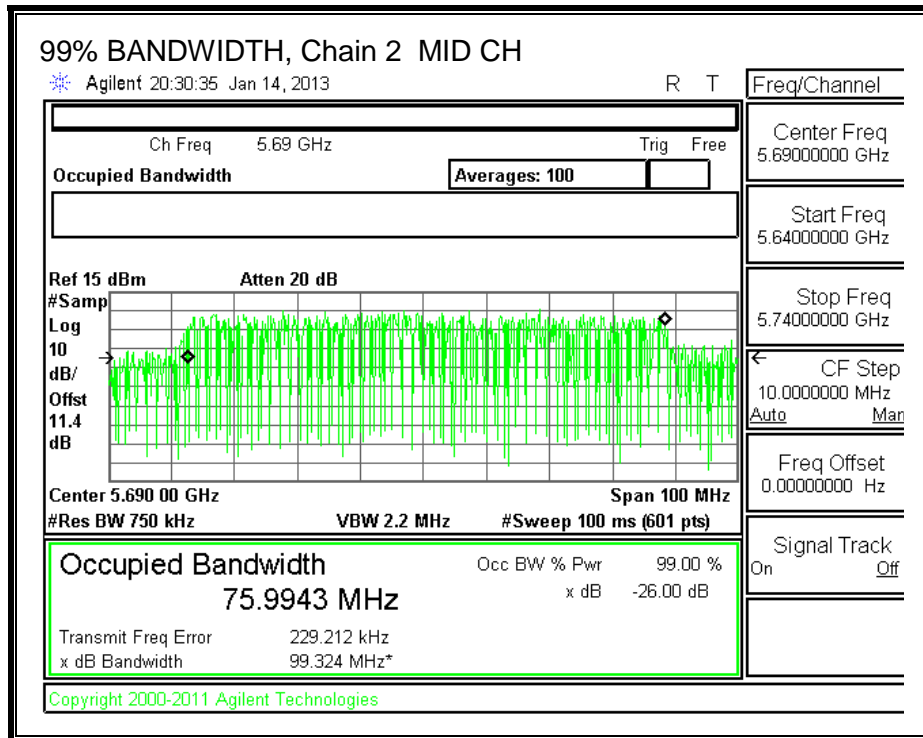 99% BANDWIDTH, Chain 2 MID CH
Agilent 20:30:35 Jan 14, 2013 R T
Ch Freq 5.69 GHz Trig Free
Occupied Bandwidth Averages: 100
Ref 15 dBm Atten 20 dB
#Samp
Log
10
dB/
Offst
11.4
dB
Center 5.690 00 GHz Span 100 MHz
#Res BW 750 kHz VBW 2.2 MHz #Sweep 100 ms (601 pts)
Occupied Bandwidth Occ BW % Pwr 99.00 %
75.9943 MHz x dB -26.00 dB
Transmit Freq Error 229.212 kHz
x dB Bandwidth 99.324 MHz*
Copyright 2000-2011 Agilent Technologies
Freq/Channel
Center Freq
5.69000000 GHz
Start Freq
5.64000000 GHz
Stop Freq
5.74000000 GHz
CF Step
10.0000000 MHz
Auto Man
Freq Offset
0.00000000 Hz
Signal Track
On Off